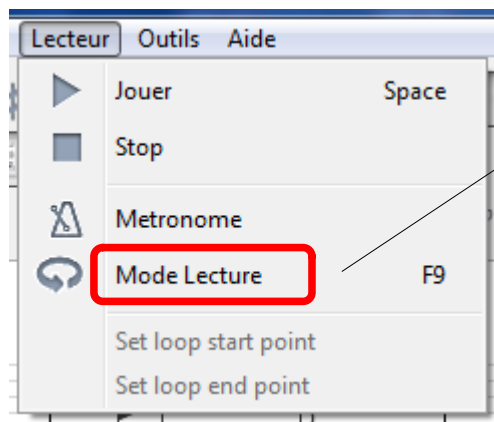 Lecteur Outils Aide
Jouer Space
Stop
Metronome
Mode Lecture F9
Set loop start point
Set loop end point